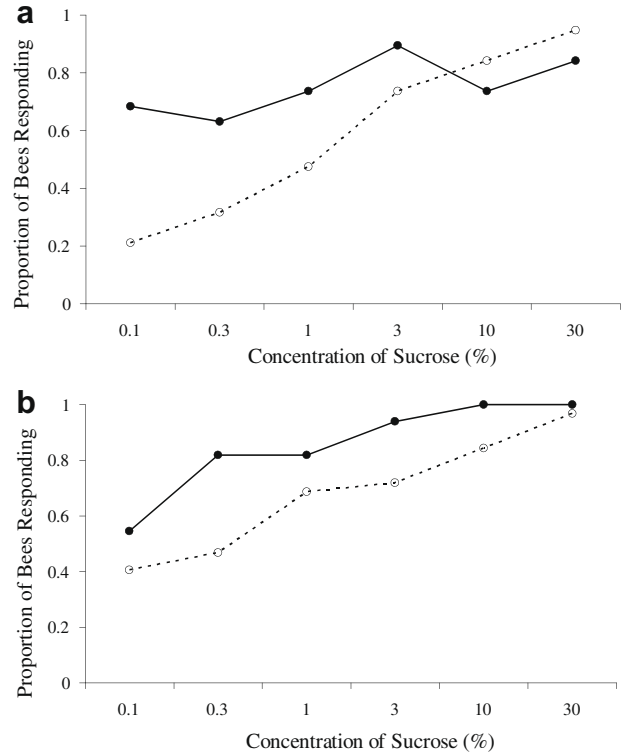 a
Proportion of Bees Responding
1
0.8
0.6
0.4
0.2
0
0.1 0.3 1 3 10 30
Concentration of Sucrose (%)
b
Proportion of Bees Responding
1
0.8
0.6
0.4
0.2
0
0.1 0.3 1 3 10 30
Concentration of Sucrose (%)